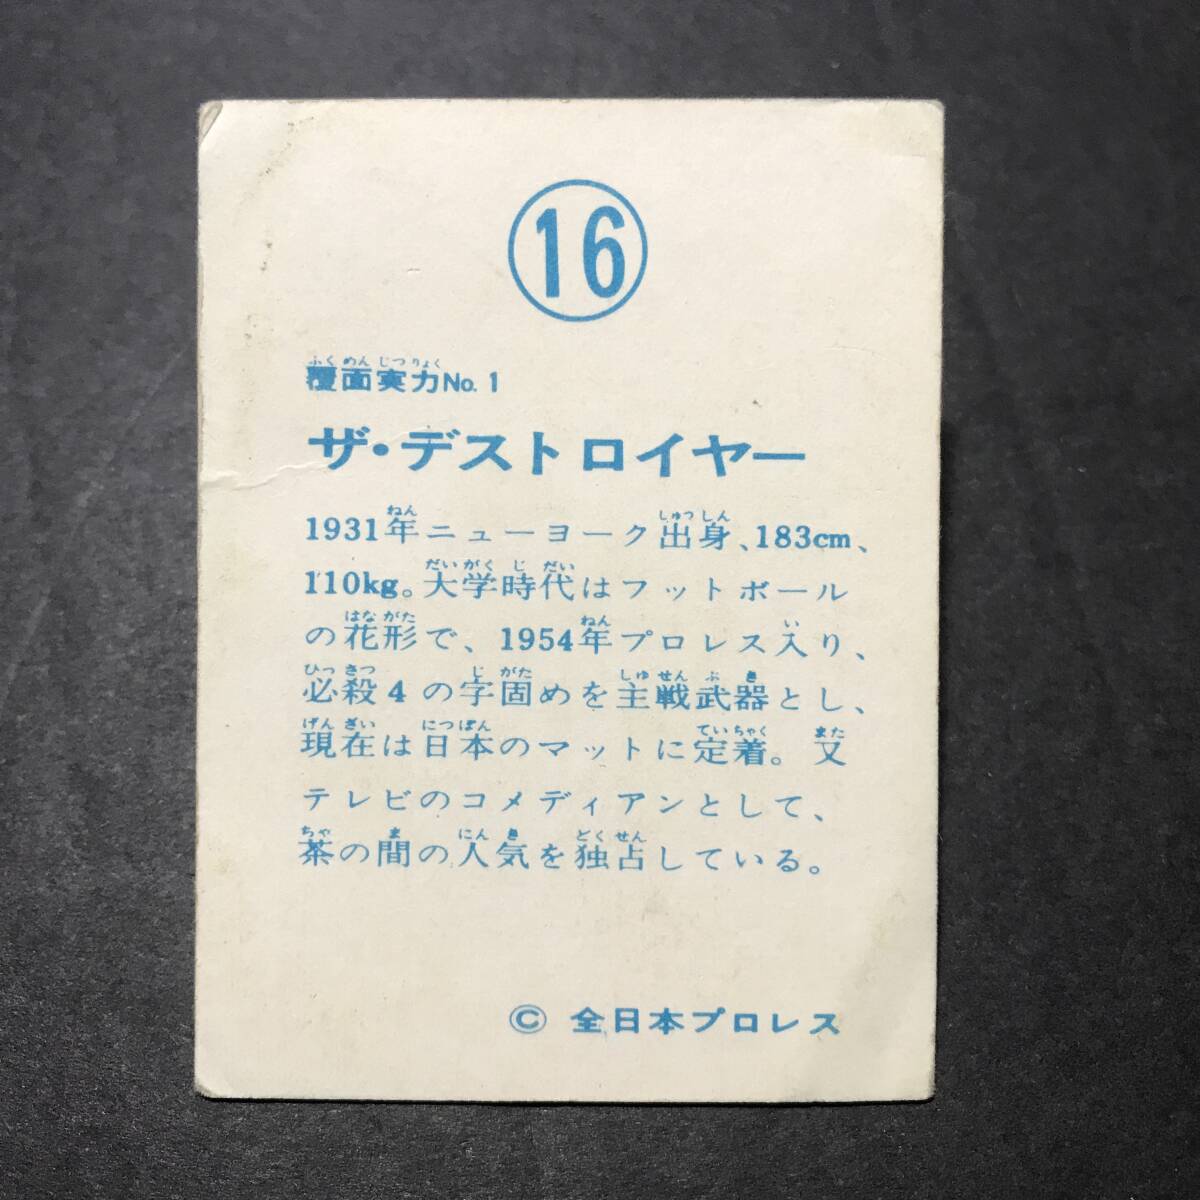 16
ふくめんじつりょく
覆面実力No.1
ザ・デストロイヤー
ねん しゅっしん
1931年ニューヨーク出身、183cm、
だいがくじだい
110kg。大学時代はフットボール
はながた ねん い
の花形で、1954年プロレス入り、
ひっさつ じがた しゅせんぶき
必殺4の字固めを主戦武器とし、
げんざい にっぽん ていちゃく また
現在は日本のマットに定着。又
テレビのコメディアンとして、
ちゃ ま にんき どくせん
茶の間の人気を独占している。
© 全日本プロレス